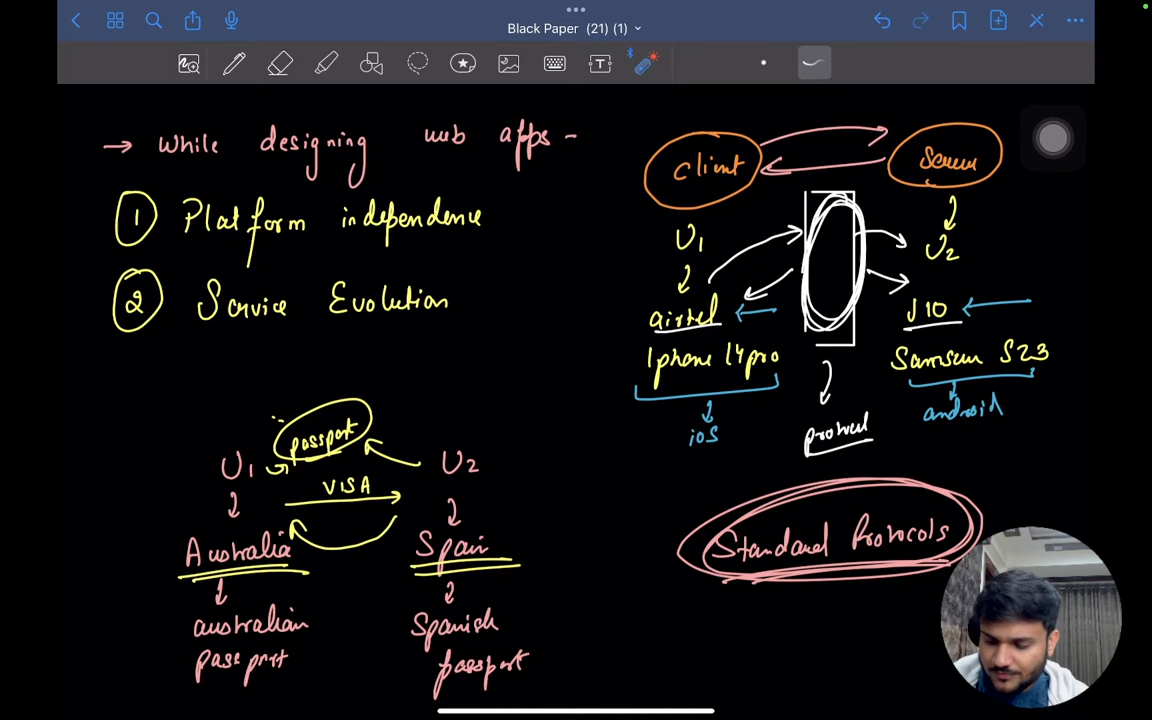 Black Paper (21) (1)
→ While designing web apps -
① Platform independence
② Service Evolution
Client
Server
U1
U2
airtel
JIO
Iphone 14 pro
Samsun S23
iOS
android
protocol
Standard Protocols
passport
U1
U2
VISA
Australia
Spain
australian
passport
Spanish
passport